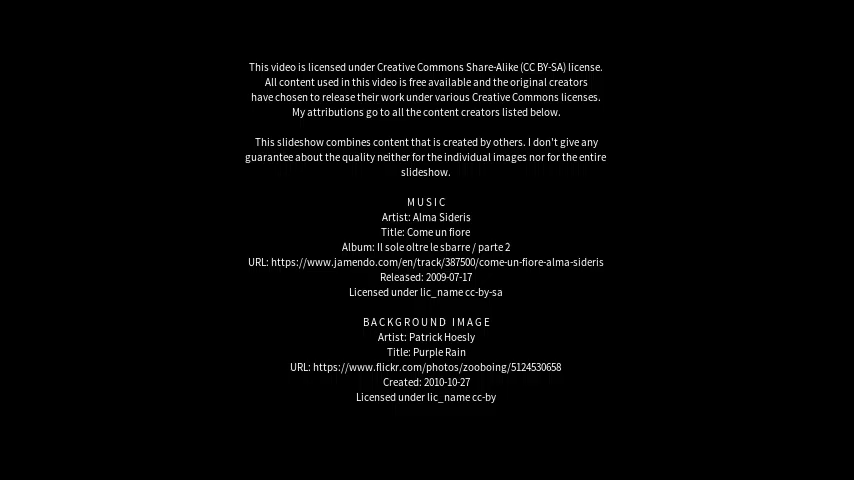 This video is licensed under Creative Commons Share-Alike (CC BY-SA) license.
All content used in this video is free available and the original creators
have chosen to release their work under various Creative Commons licenses.
My attributions go to all the content creators listed below.
This slideshow combines content that is created by others. I don't give any
guarantee about the quality neither for the individual images nor for the entire
slideshow.
MUSIC
Artist: Alma Sideris
Title: Come un fiore
Album: Il sole oltre le sbarre / parte 2
URL: https://www.jamendo.com/en/track/387500/come-un-fiore-alma-sideris
Released: 2009-07-17
Licensed under lic_name cc-by-sa
BACKGROUND IMAGE
Artist: Patrick Hoesly
Title: Purple Rain
URL: https://www.flickr.com/photos/zooboing/5124530658
Created: 2010-10-27
Licensed under lic_name cc-by